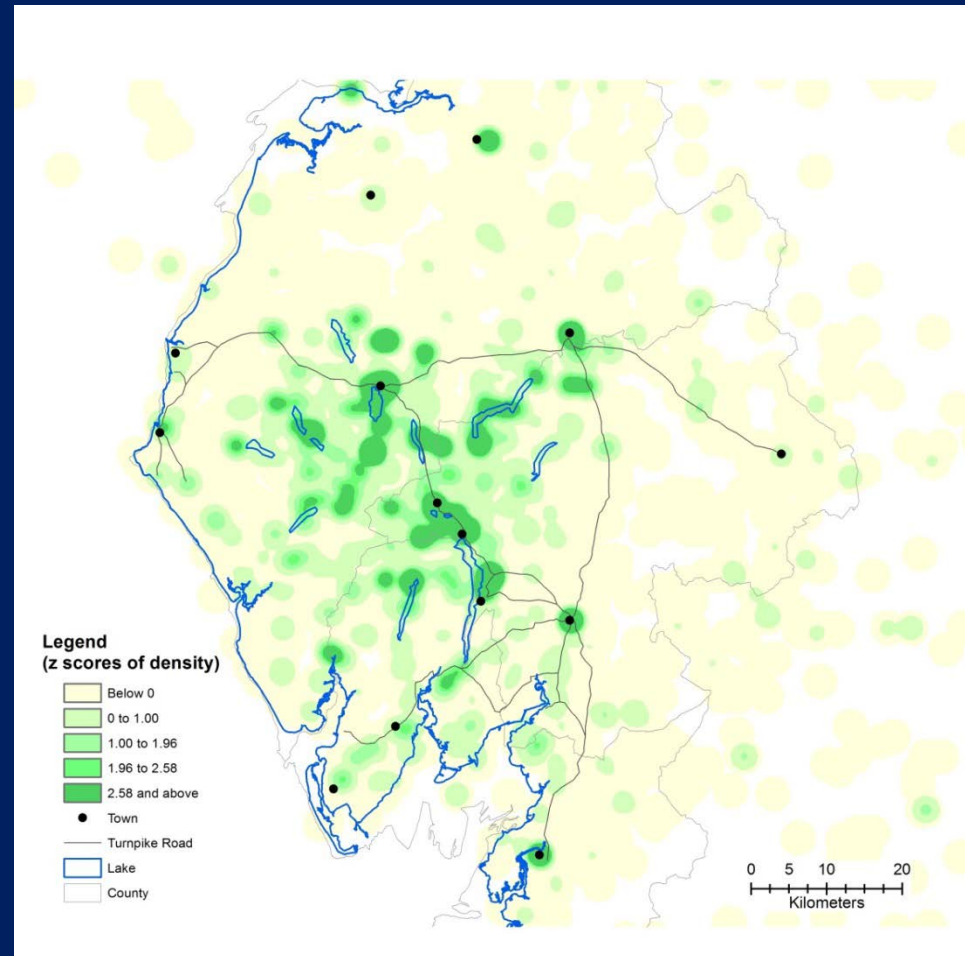 Legend
(z scores of density)
Below 0
0 to 1.00
1.00 to 1.96
1.96 to 2.58
2.58 and above
Town
Turnpike Road
Lake
County
0 5 10 20
Kilometers